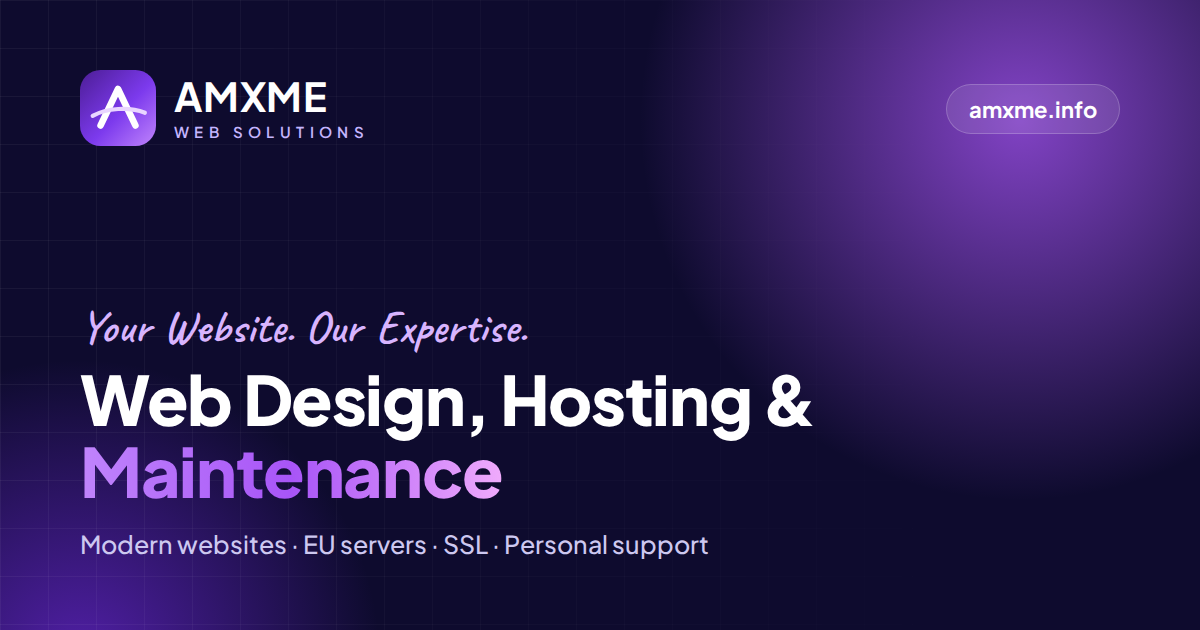 AMXME
WEB SOLUTIONS
amxme.info
Your Website. Our Expertise.
Web Design, Hosting &
Maintenance
Modern websites · EU servers · SSL · Personal support